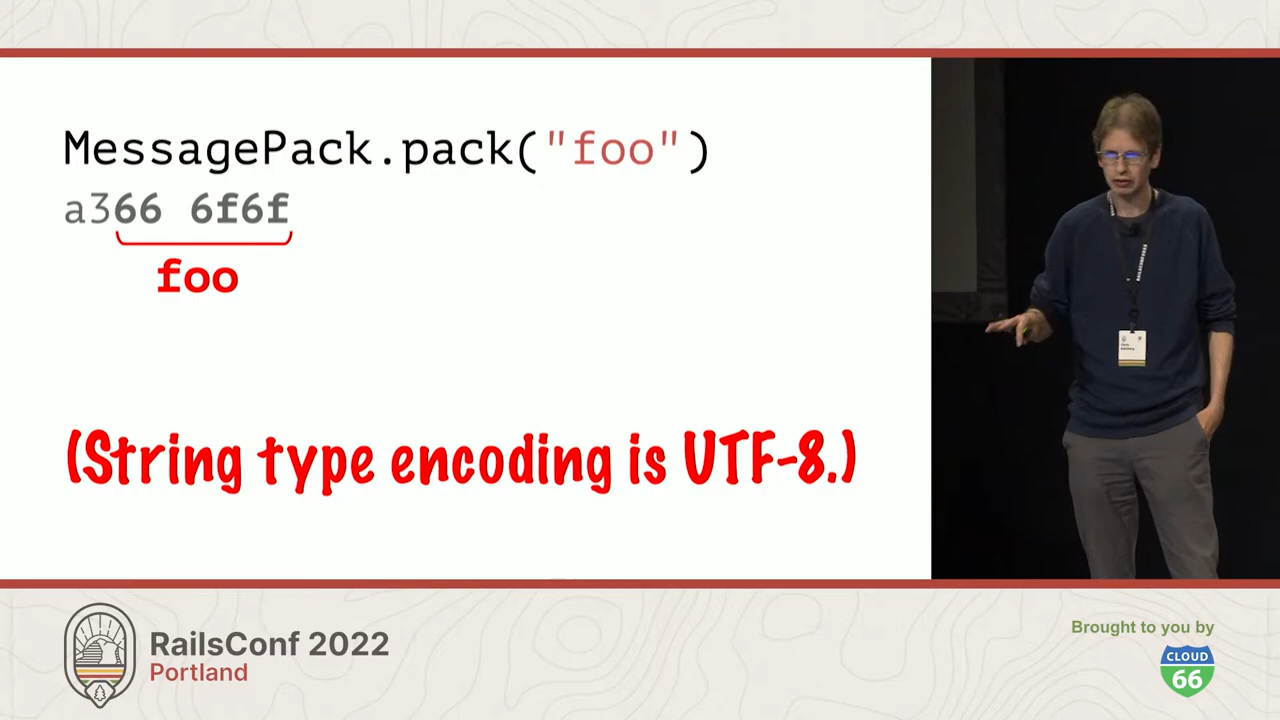 MessagePack.pack("foo")
a366 6f6f
foo
(String type encoding is UTF-8.)
RailsConf 2022
Portland
Brought to you by
CLOUD
66